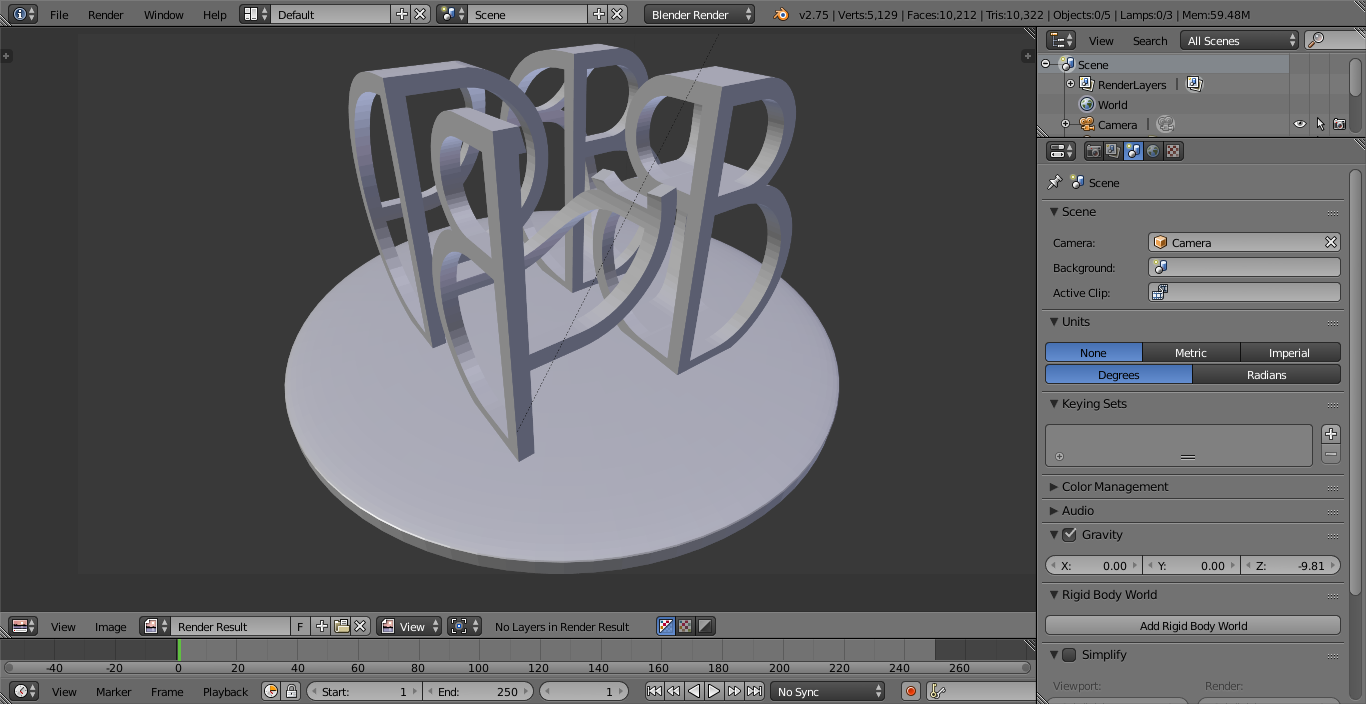 File Render Window Help Default Scene Blender Render v2.75 | Verts:5,129 | Faces:10,212 | Tris:10,322 | Objects:0/5 | Lamps:0/3 | Mem:59.48M
View Search All Scenes
Scene
RenderLayers |
World
Camera |
Scene
Scene
Camera: Camera
Background:
Active Clip:
Units
None Metric Imperial
Degrees Radians
Keying Sets
Color Management
Audio
Gravity
X: 0.00 Y: 0.00 Z: -9.81
Rigid Body World
Add Rigid Body World
Simplify
Viewport: Render:
View Image Render Result F View No Layers in Render Result
-40 -20 0 20 40 60 80 100 120 140 160 180 200 220 240 260
View Marker Frame Playback Start: 1 End: 250 1 No Sync